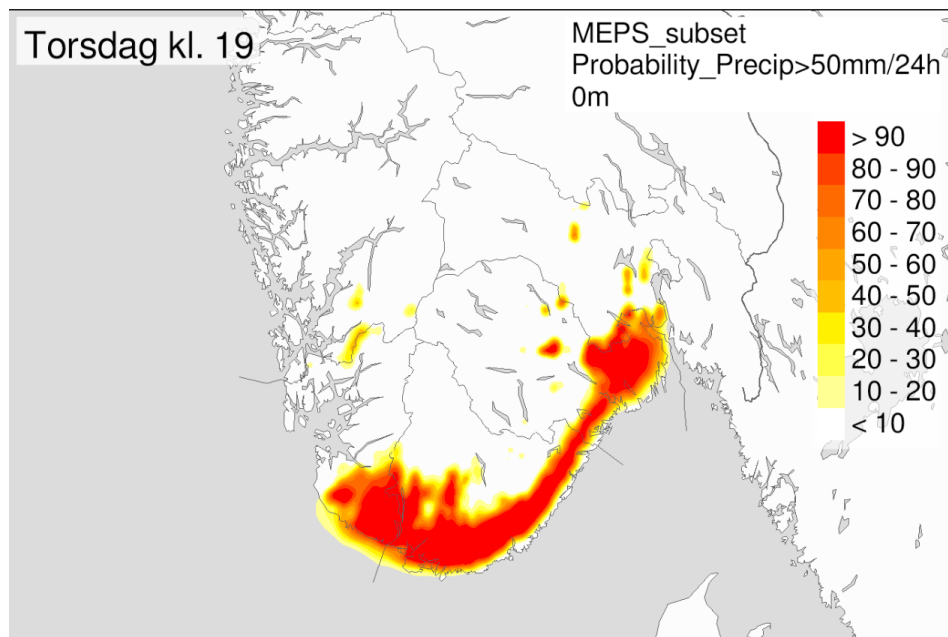 Torsdag kl. 19
MEPS_subset
Probability_Precip>50mm/24h
0m
> 90
80 - 90
70 - 80
60 - 70
50 - 60
40 - 50
30 - 40
20 - 30
10 - 20
< 10